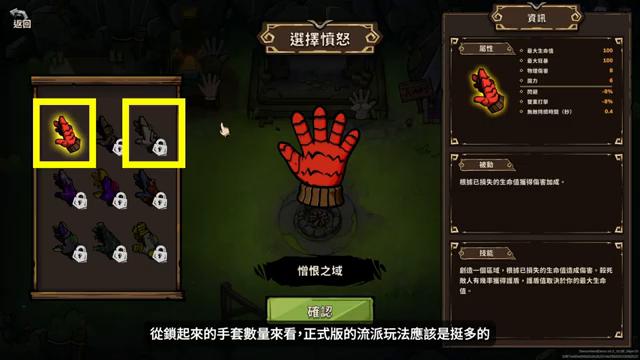 返回
選擇憤怒
資訊
屬性
最大生命值 100
最大狂暴 100
物理傷害 8
魔力 6
閃避 -8%
雙重打擊 -8%
無敵持續時間（秒） 0.4
被動
根據已損失的生命值獲得傷害加成。
技能
創造一個區域，根據已損失的生命值造成傷害。殺死
敵人有幾率獲得護盾，護盾值取決於你的最大生命
值。
憎恨之域
確認
從鎖起來的手套數量來看，正式版的流派玩法應該是挺多的